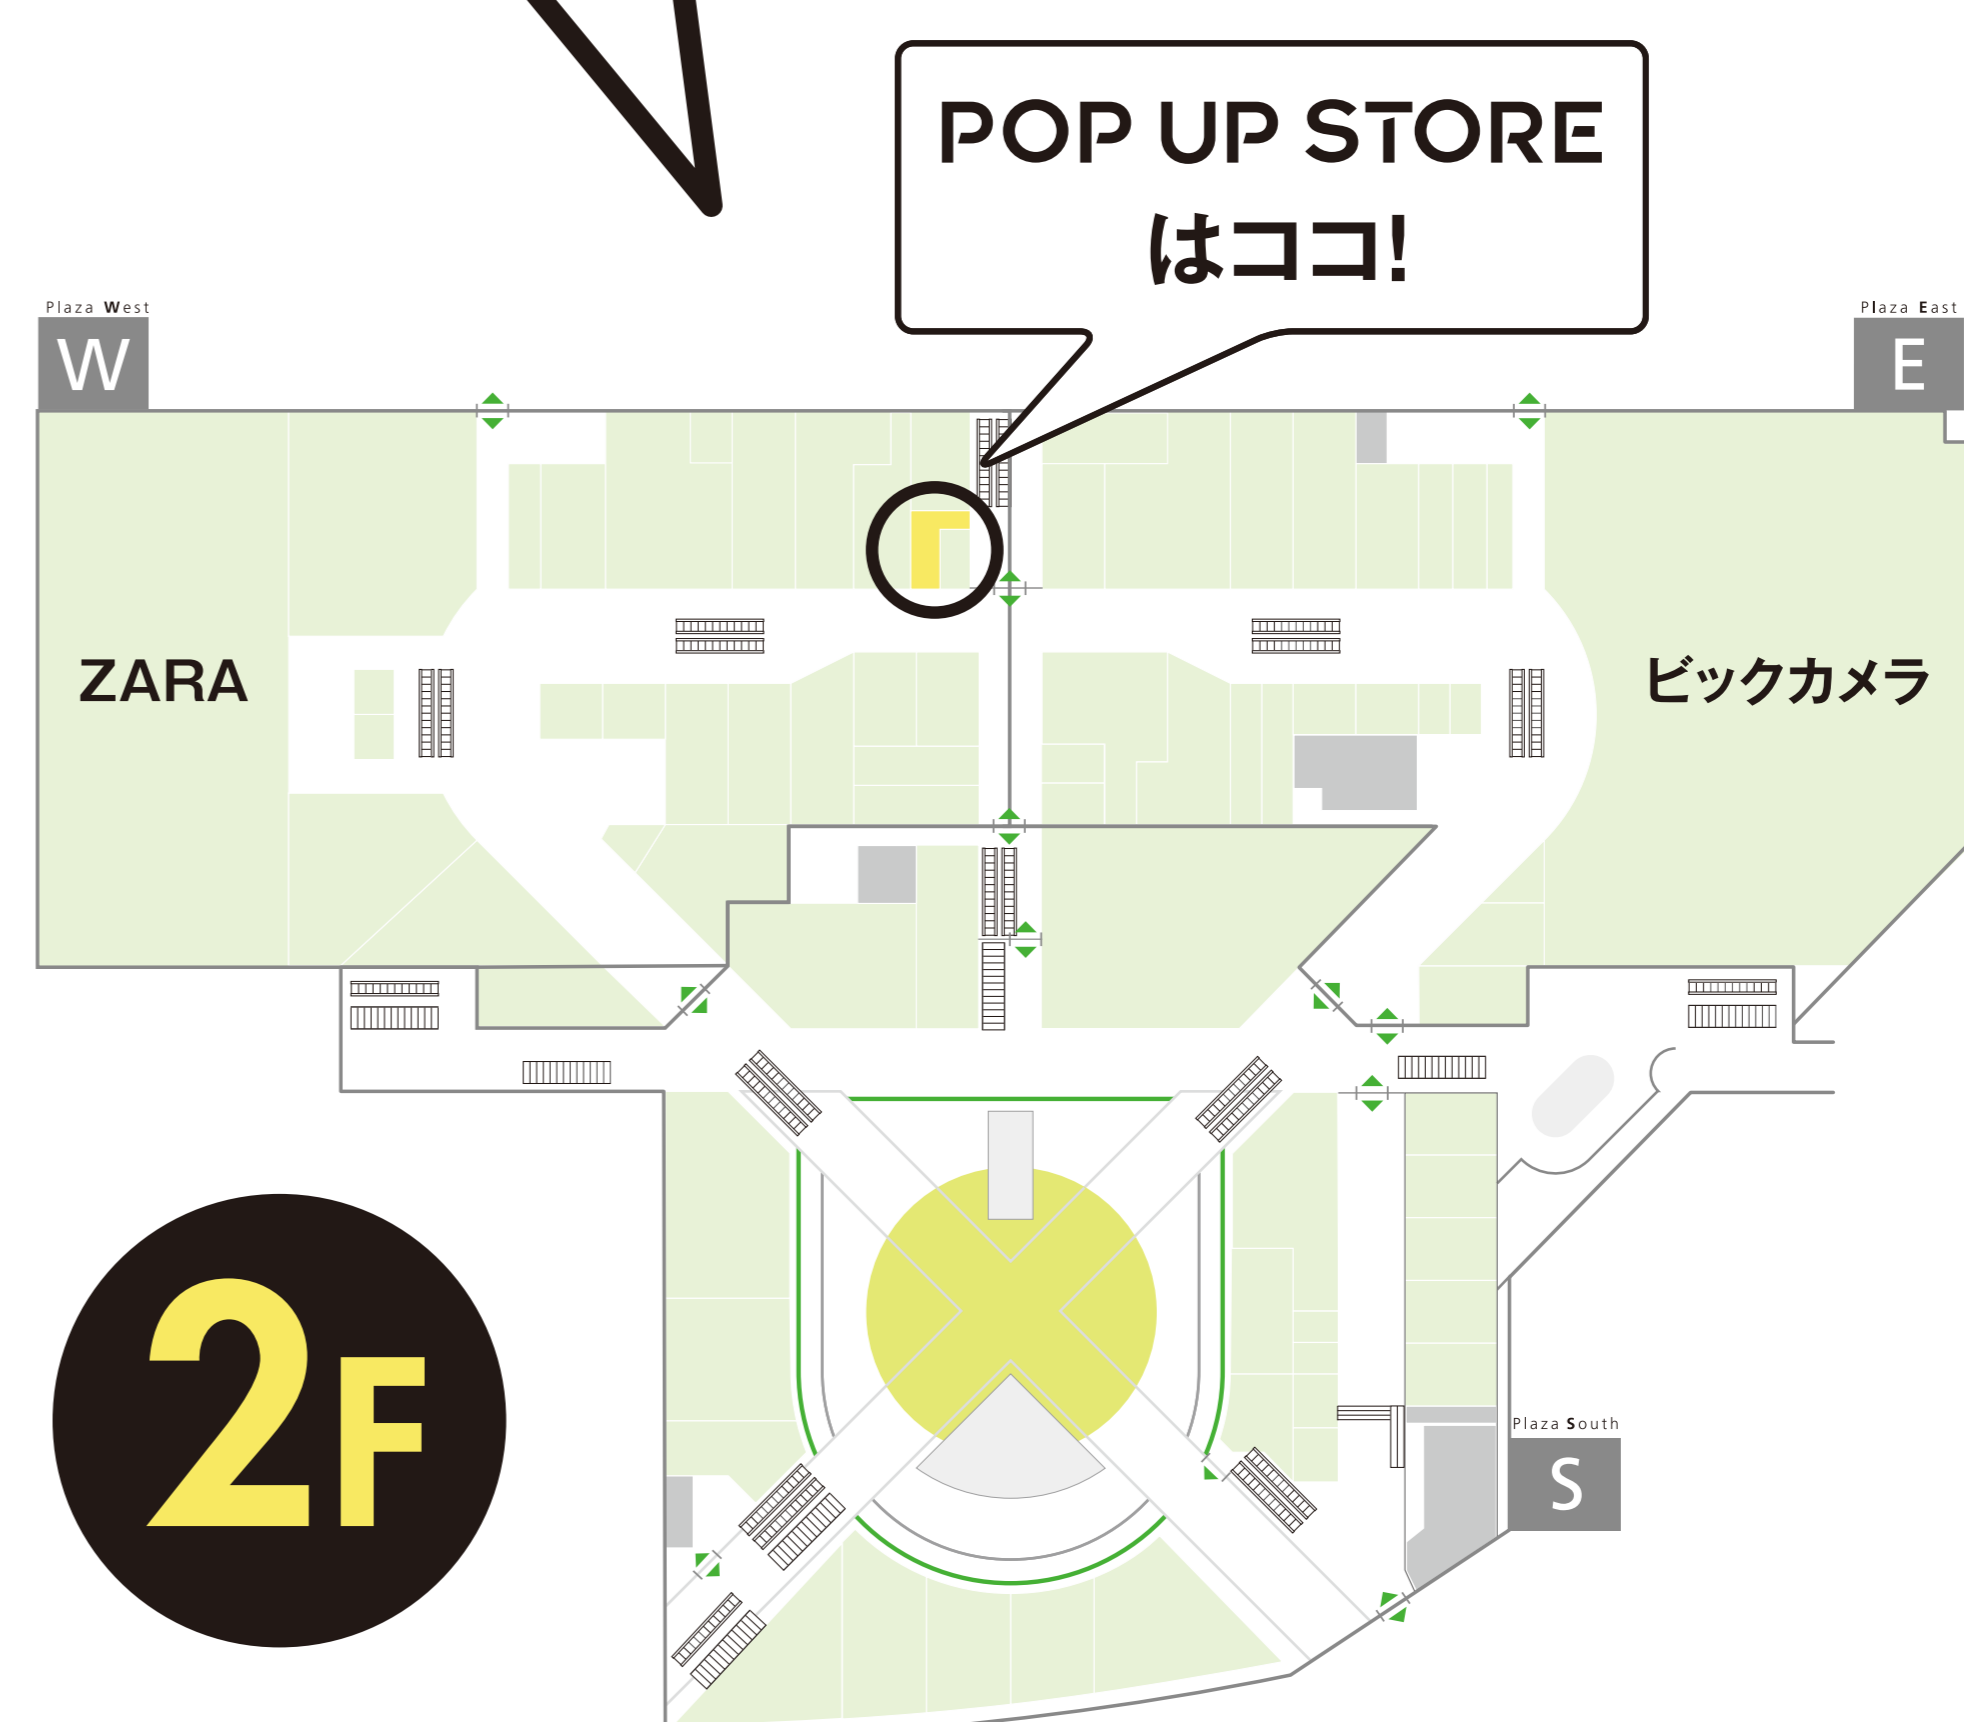 POP UP STORE
はココ!
Plaza West
W
Plaza East
E
ZARA
ビックカメラ
2F
Plaza South
S